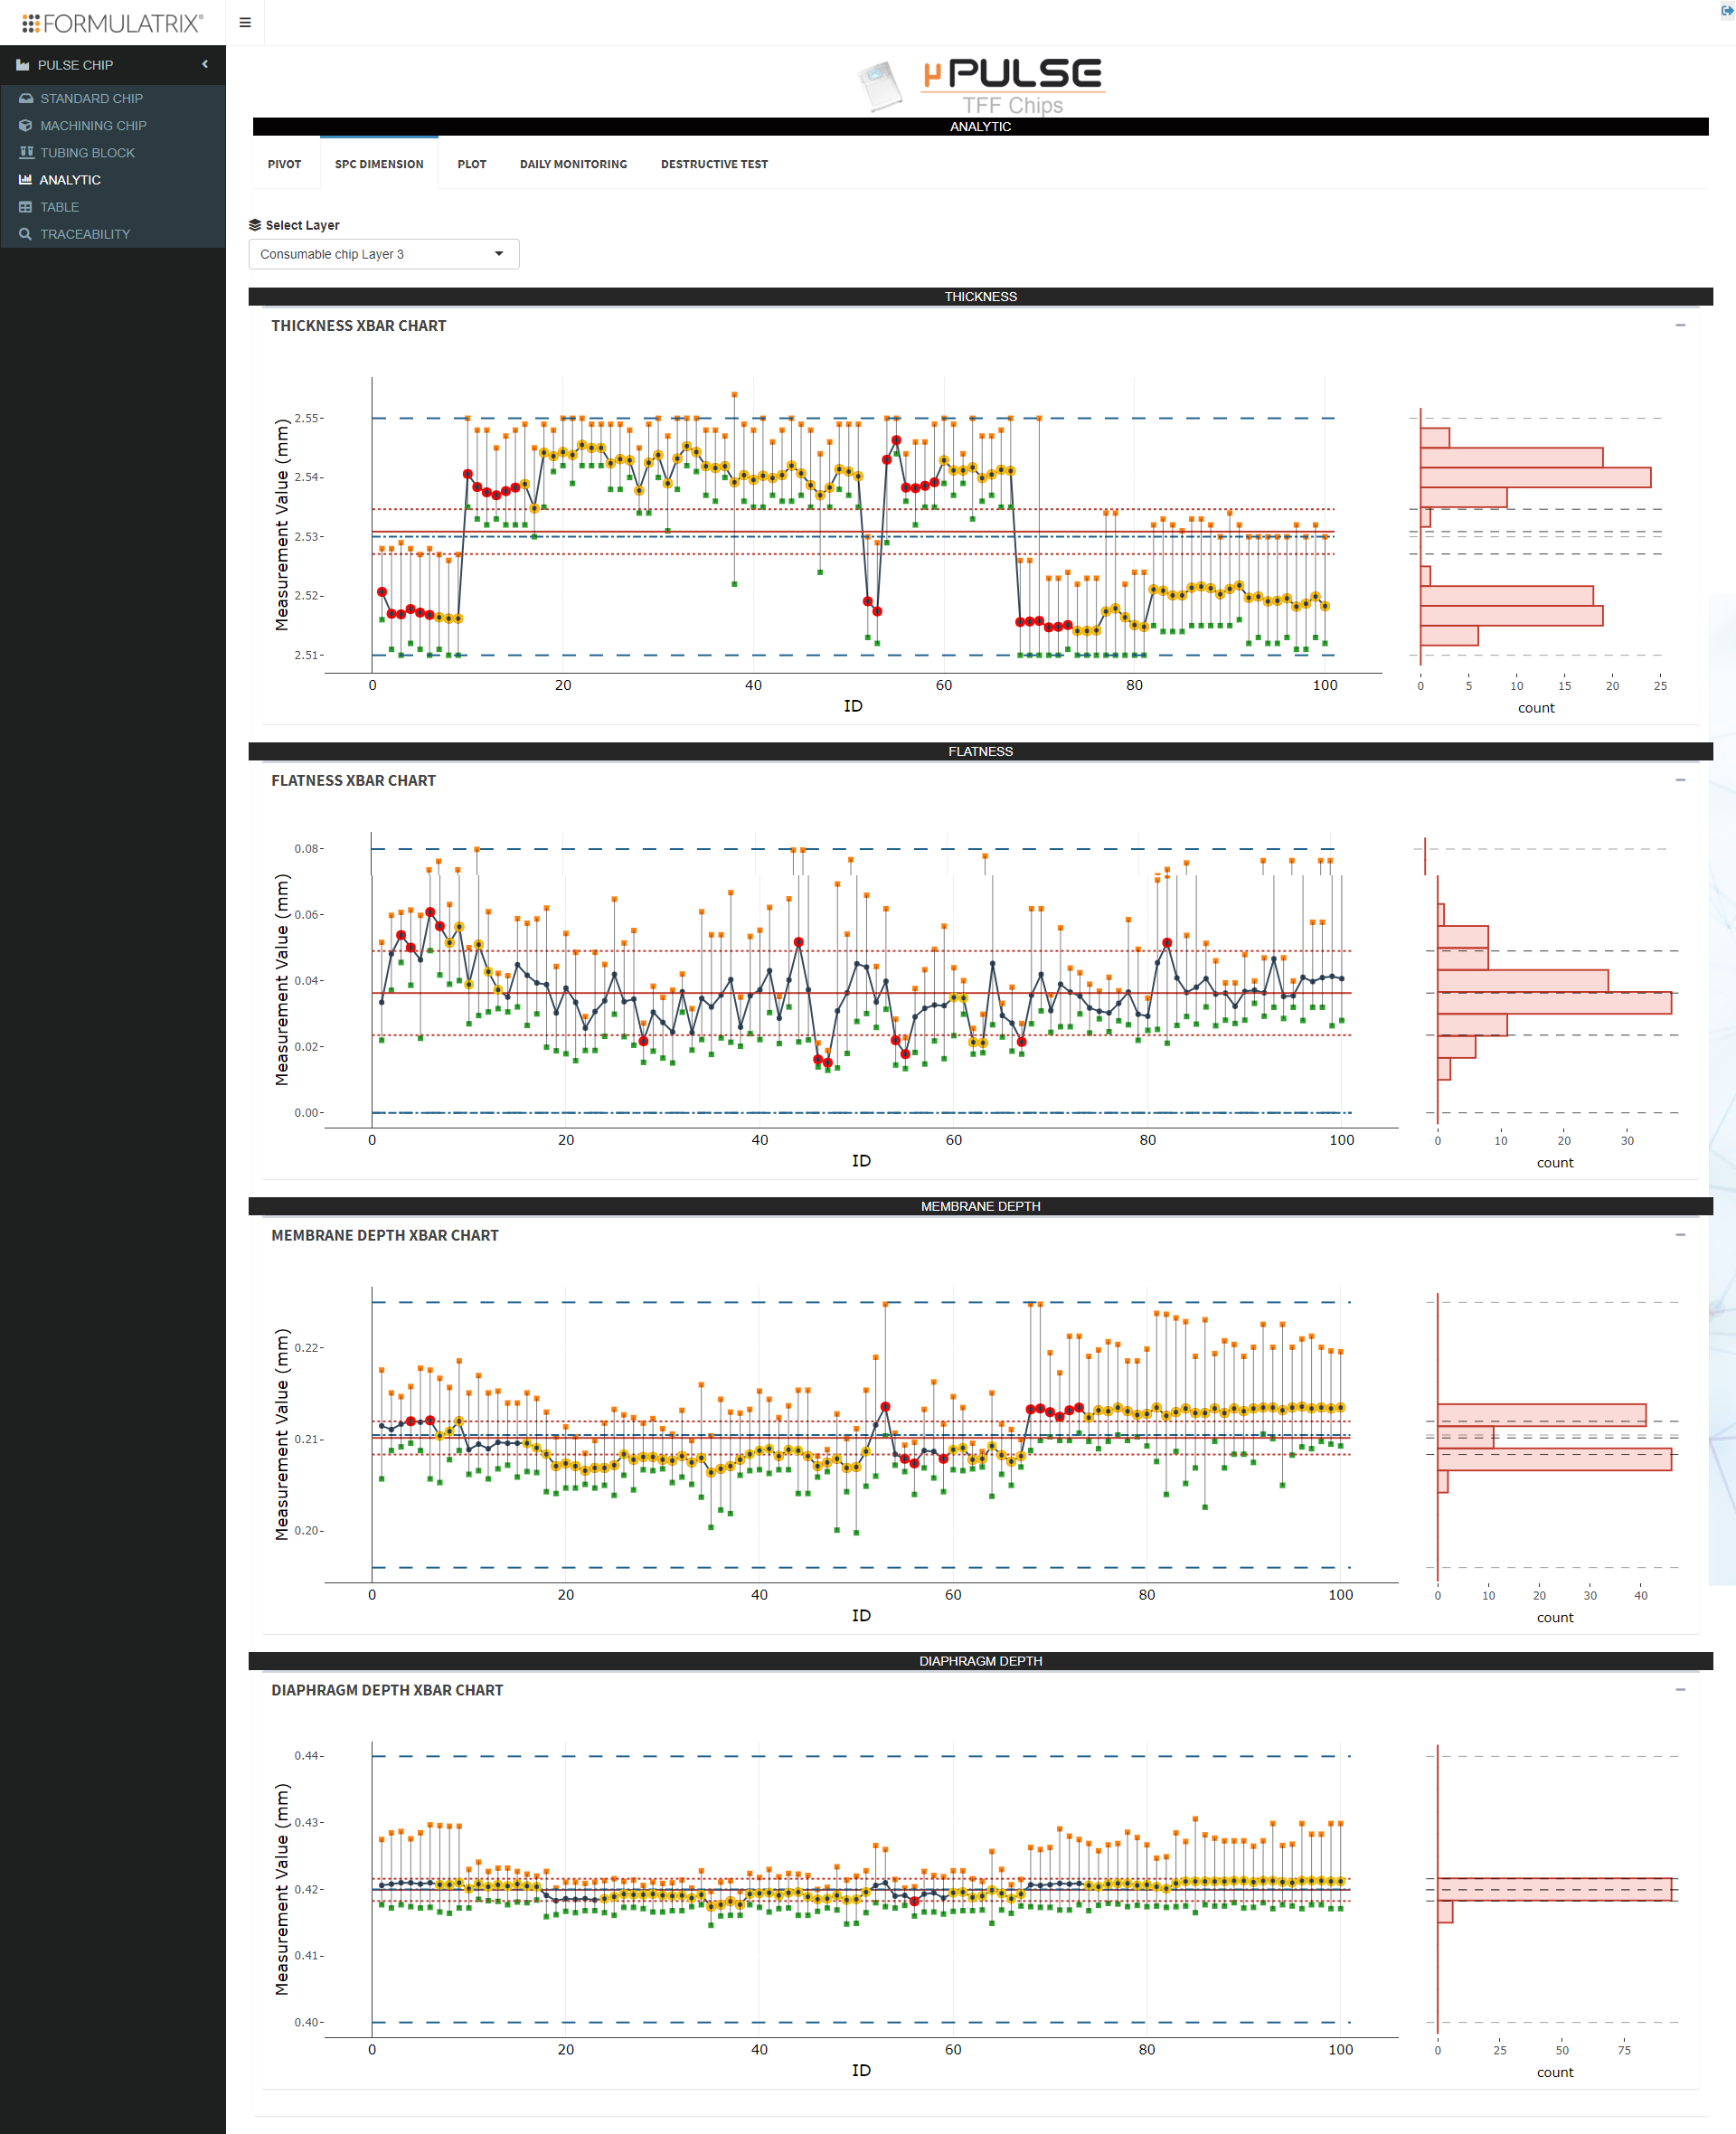 FORMULATRIX®
PULSE CHIP
STANDARD CHIP
MACHINING CHIP
TUBING BLOCK
ANALYTIC
TABLE
TRACEABILITY
µPULSE
TFF Chips
ANALYTIC
PIVOT SPC DIMENSION PLOT DAILY MONITORING DESTRUCTIVE TEST
Select Layer
Consumable chip Layer 3
THICKNESS
THICKNESS XBAR CHART
Measurement Value (mm)
2.55
2.54
2.53
2.52
2.51
0 20 40 60 80 100
ID
0 5 10 15 20 25
count
FLATNESS
FLATNESS XBAR CHART
Measurement Value (mm)
0.08
0.06
0.04
0.02
0.00
0 20 40 60 80 100
ID
0 10 20 30
count
MEMBRANE DEPTH
MEMBRANE DEPTH XBAR CHART
Measurement Value (mm)
0.22
0.21
0.20
0 20 40 60 80 100
ID
0 10 20 30 40
count
DIAPHRAGM DEPTH
DIAPHRAGM DEPTH XBAR CHART
Measurement Value (mm)
0.44
0.43
0.42
0.41
0.40
0 20 40 60 80 100
ID
0 25 50 75
count